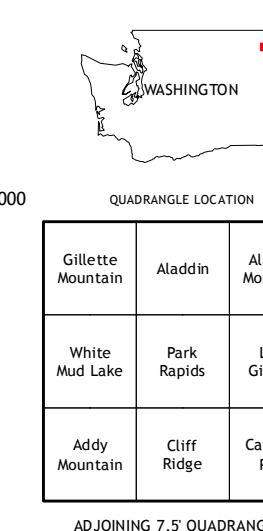 WASHINGTON
000
QUADRANGLE LOCATION
Gillette
Mountain
Aladdin
White
Mud Lake
Park
Rapids
Addy
Mountain
Cliff
Ridge
ADJOINING 7.5'